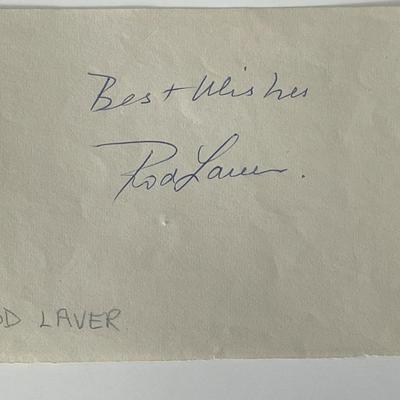 Best Wishes
Rod Laver.
OD LAVER